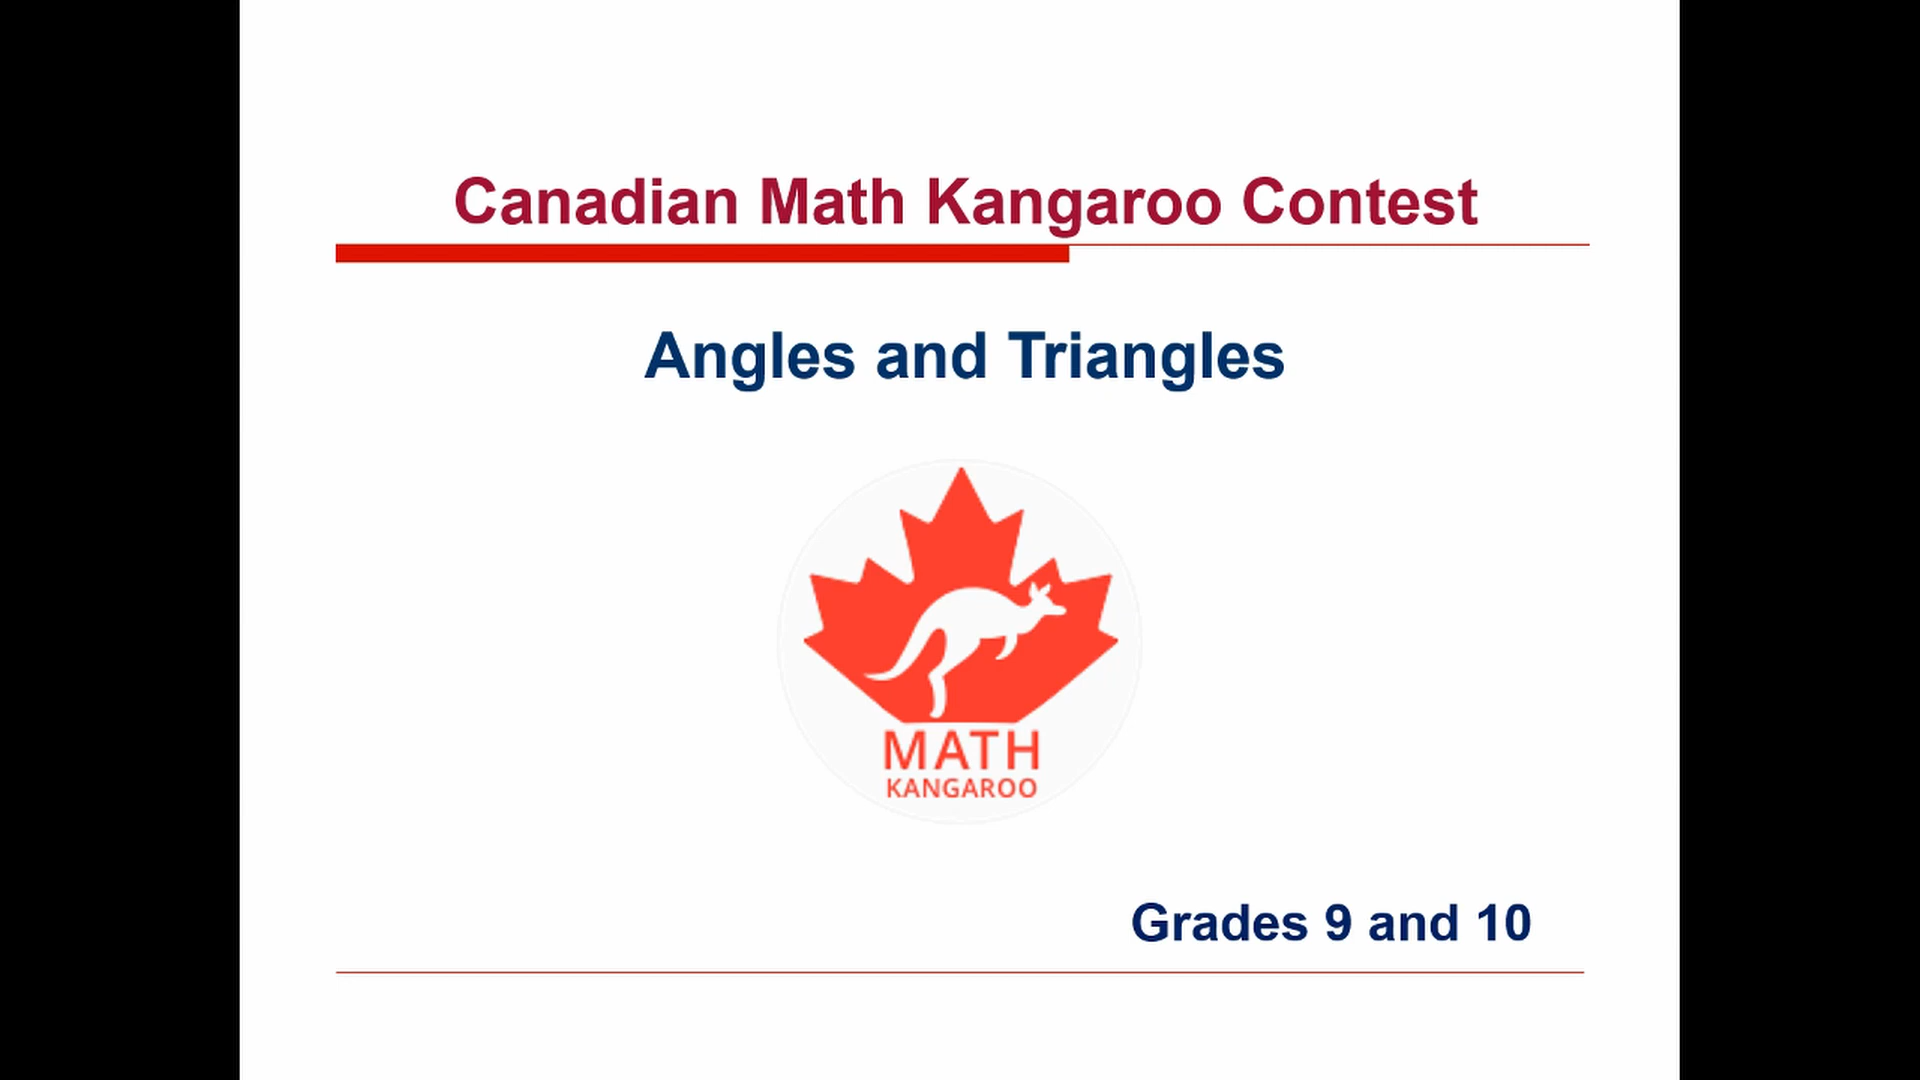 Canadian Math Kangaroo Contest
Angles and Triangles
MATH
KANGAROO
Grades 9 and 10